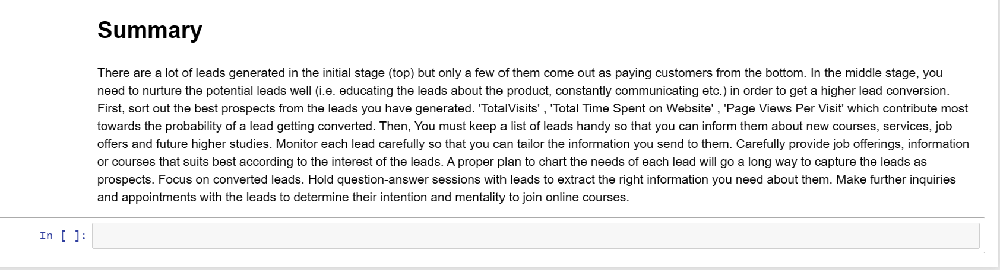 Summary
There are a lot of leads generated in the initial stage (top) but only a few of them come out as paying customers from the bottom. In the middle stage, you
need to nurture the potential leads well (i.e. educating the leads about the product, constantly communicating etc.) in order to get a higher lead conversion.
First, sort out the best prospects from the leads you have generated. 'TotalVisits' , 'Total Time Spent on Website' , 'Page Views Per Visit' which contribute most
towards the probability of a lead getting converted. Then, You must keep a list of leads handy so that you can inform them about new courses, services, job
offers and future higher studies. Monitor each lead carefully so that you can tailor the information you send to them. Carefully provide job offerings, information
or courses that suits best according to the interest of the leads. A proper plan to chart the needs of each lead will go a long way to capture the leads as
prospects. Focus on converted leads. Hold question-answer sessions with leads to extract the right information you need about them. Make further inquiries
and appointments with the leads to determine their intention and mentality to join online courses.
In [ ]: